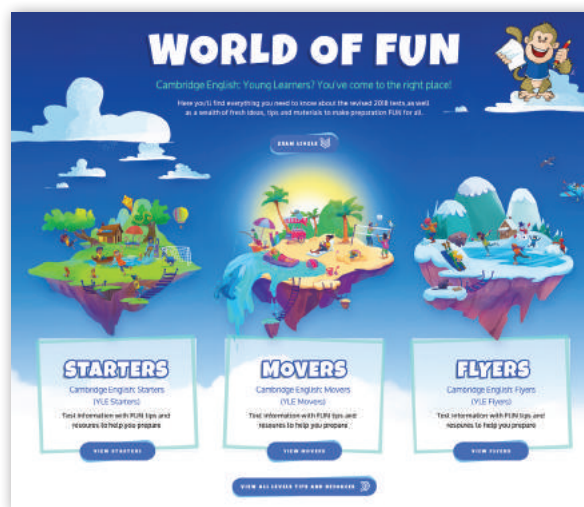 WORLD OF FUN
Cambridge English: Young Learners? You've come to the right place!
Here you'll find everything you need to know about the revised 2018 tests, as well
as a wealth of fresh ideas, tips and materials to make preparation FUN for all.
EXAM LEVELS
STARTERS
Cambridge English: Starters
(YLE Starters)
Test information with FUN tips and
resoures to help you prepare
VIEW STARTERS
MOVERS
Cambridge English: Movers
(YLE Movers)
Test information with FUN tips and
resoures to help you prepare
VIEW MOVERS
FLYERS
Cambridge English: Flyers
(YLE Flyers)
Test information with FUN tips and
resoures to help you prepare
VIEW FLYERS
VIEW ALL LEVELS TIPS AND RESOURCES